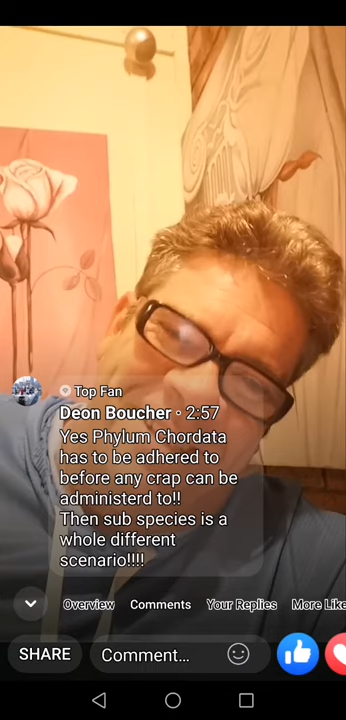 Top Fan
Deon Boucher · 2:57
Yes Phylum Chordata
has to be adhered to
before any crap can be
administerd to!!
Then sub species is a
whole different
scenario!!!!
Overview Comments Your Replies More Like
SHARE Comment...